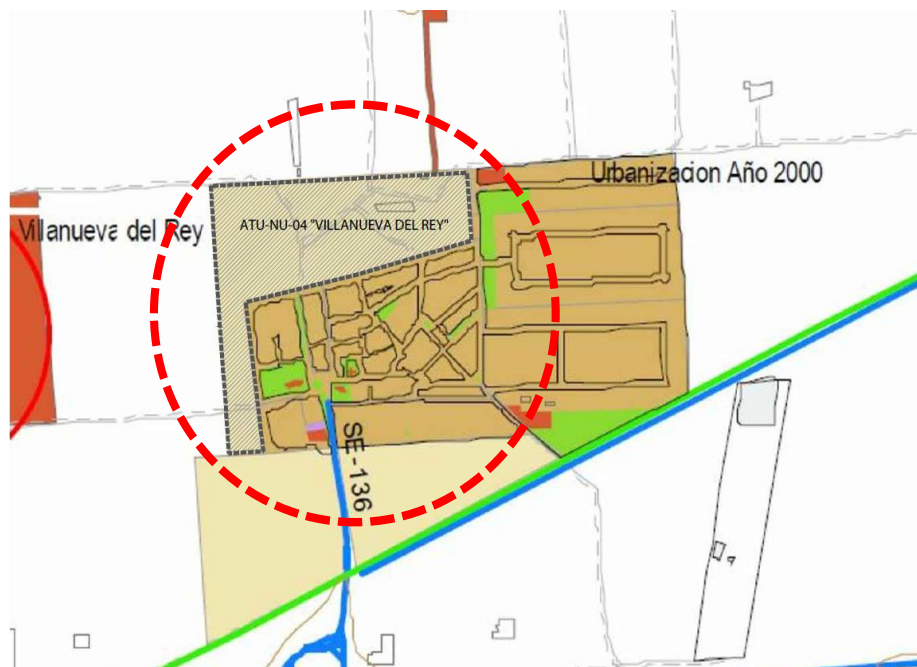 Urbanizacion Año 2000
Villanueva del Rey
ATU-NU-04 "VILLANUEVA DEL REY"
SE-136